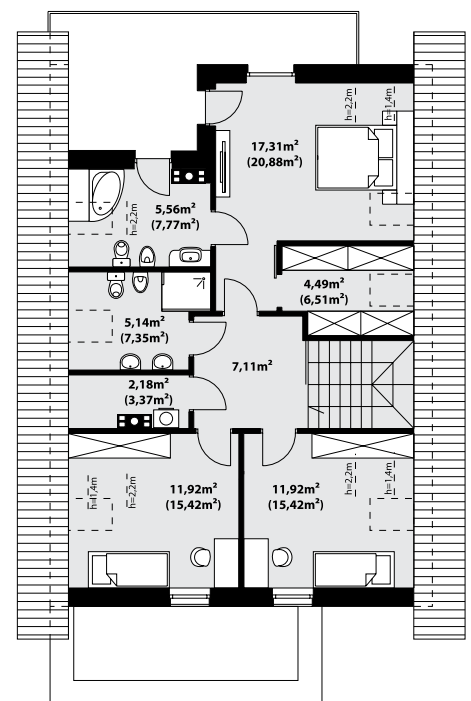 h=2,2m
h=1,4m
17,31m²
(20,88m²)
5,56m²
(7,77m²)
h=2,2m
4,49m²
(6,51m²)
5,14m²
(7,35m²)
7,11m²
2,18m²
(3,37m²)
h=1,4m
h=2,2m
11,92m²
(15,42m²)
11,92m²
(15,42m²)
h=2,2m
h=1,4m